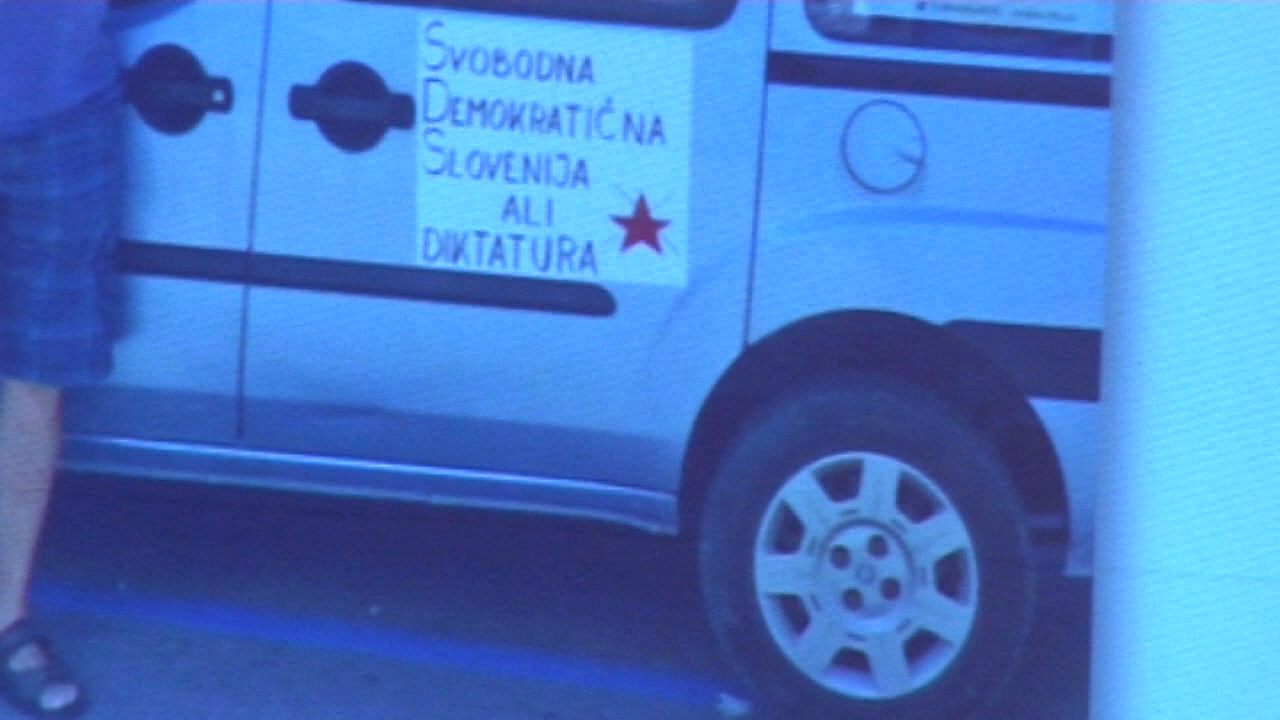 SVOBODNA
DEMOKRATIČNA
SLOVENIJA
ALI
DIKTATURA